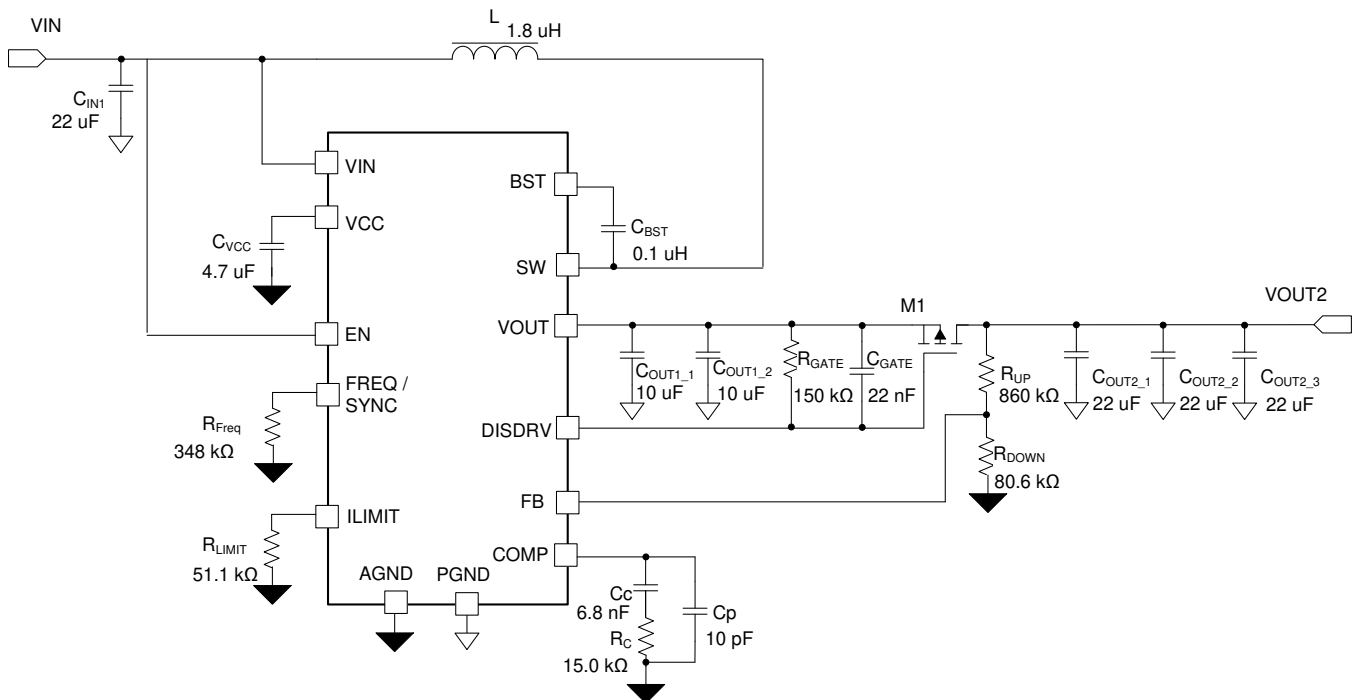 VIN
L
1.8 uH
CIN1
22 uF
VIN
BST
VCC
CBST
0.1 uH
CVCC
4.7 uF
SW
M1
VOUT2
VOUT
EN
COUT1_1
10 uF
COUT1_2
10 uF
RGATE
150 kΩ
CGATE
22 nF
RUP
860 kΩ
COUT2_1
22 uF
COUT2_2
22 uF
COUT2_3
22 uF
FREQ /
SYNC
RFreq
348 kΩ
DISDRV
RDOWN
80.6 kΩ
FB
ILIMIT
RLIMIT
51.1 kΩ
COMP
AGND
PGND
Cc
6.8 nF
Cp
10 pF
RC
15.0 kΩ